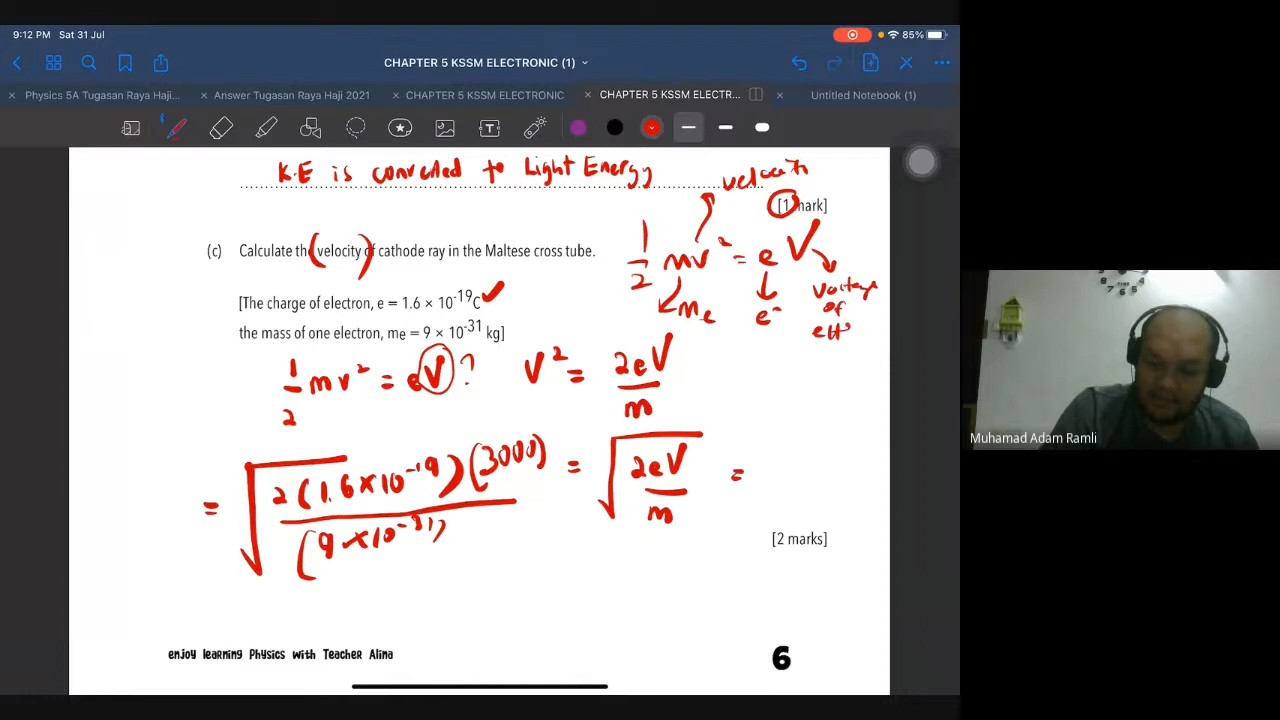 9:12 PM Sat 31 Jul
85%
CHAPTER 5 KSSM ELECTRONIC (1)
Physics 5A Tugasan Raya Haji...
Answer Tugasan Raya Haji 2021
CHAPTER 5 KSSM ELECTRONIC
CHAPTER 5 KSSM ELECTR...
Untitled Notebook (1)
K.E is converted to Light Energy
velocity
[1 mark]
(c) Calculate the velocity of cathode ray in the Maltese cross tube.
1/2 mv² = eV
me e⁻ Voltage of EHT
[The charge of electron, e = 1.6 × 10⁻¹⁹C
the mass of one electron, me = 9 × 10⁻³¹ kg]
1/2 mv² = eV ? V² = 2eV/m
= √(2(1.6×10⁻¹⁹)(3000)/(9×10⁻³¹)) = √(2eV/m) =
[2 marks]
enjoy learning Physics with Teacher Alina
6
Muhamad Adam Ramli